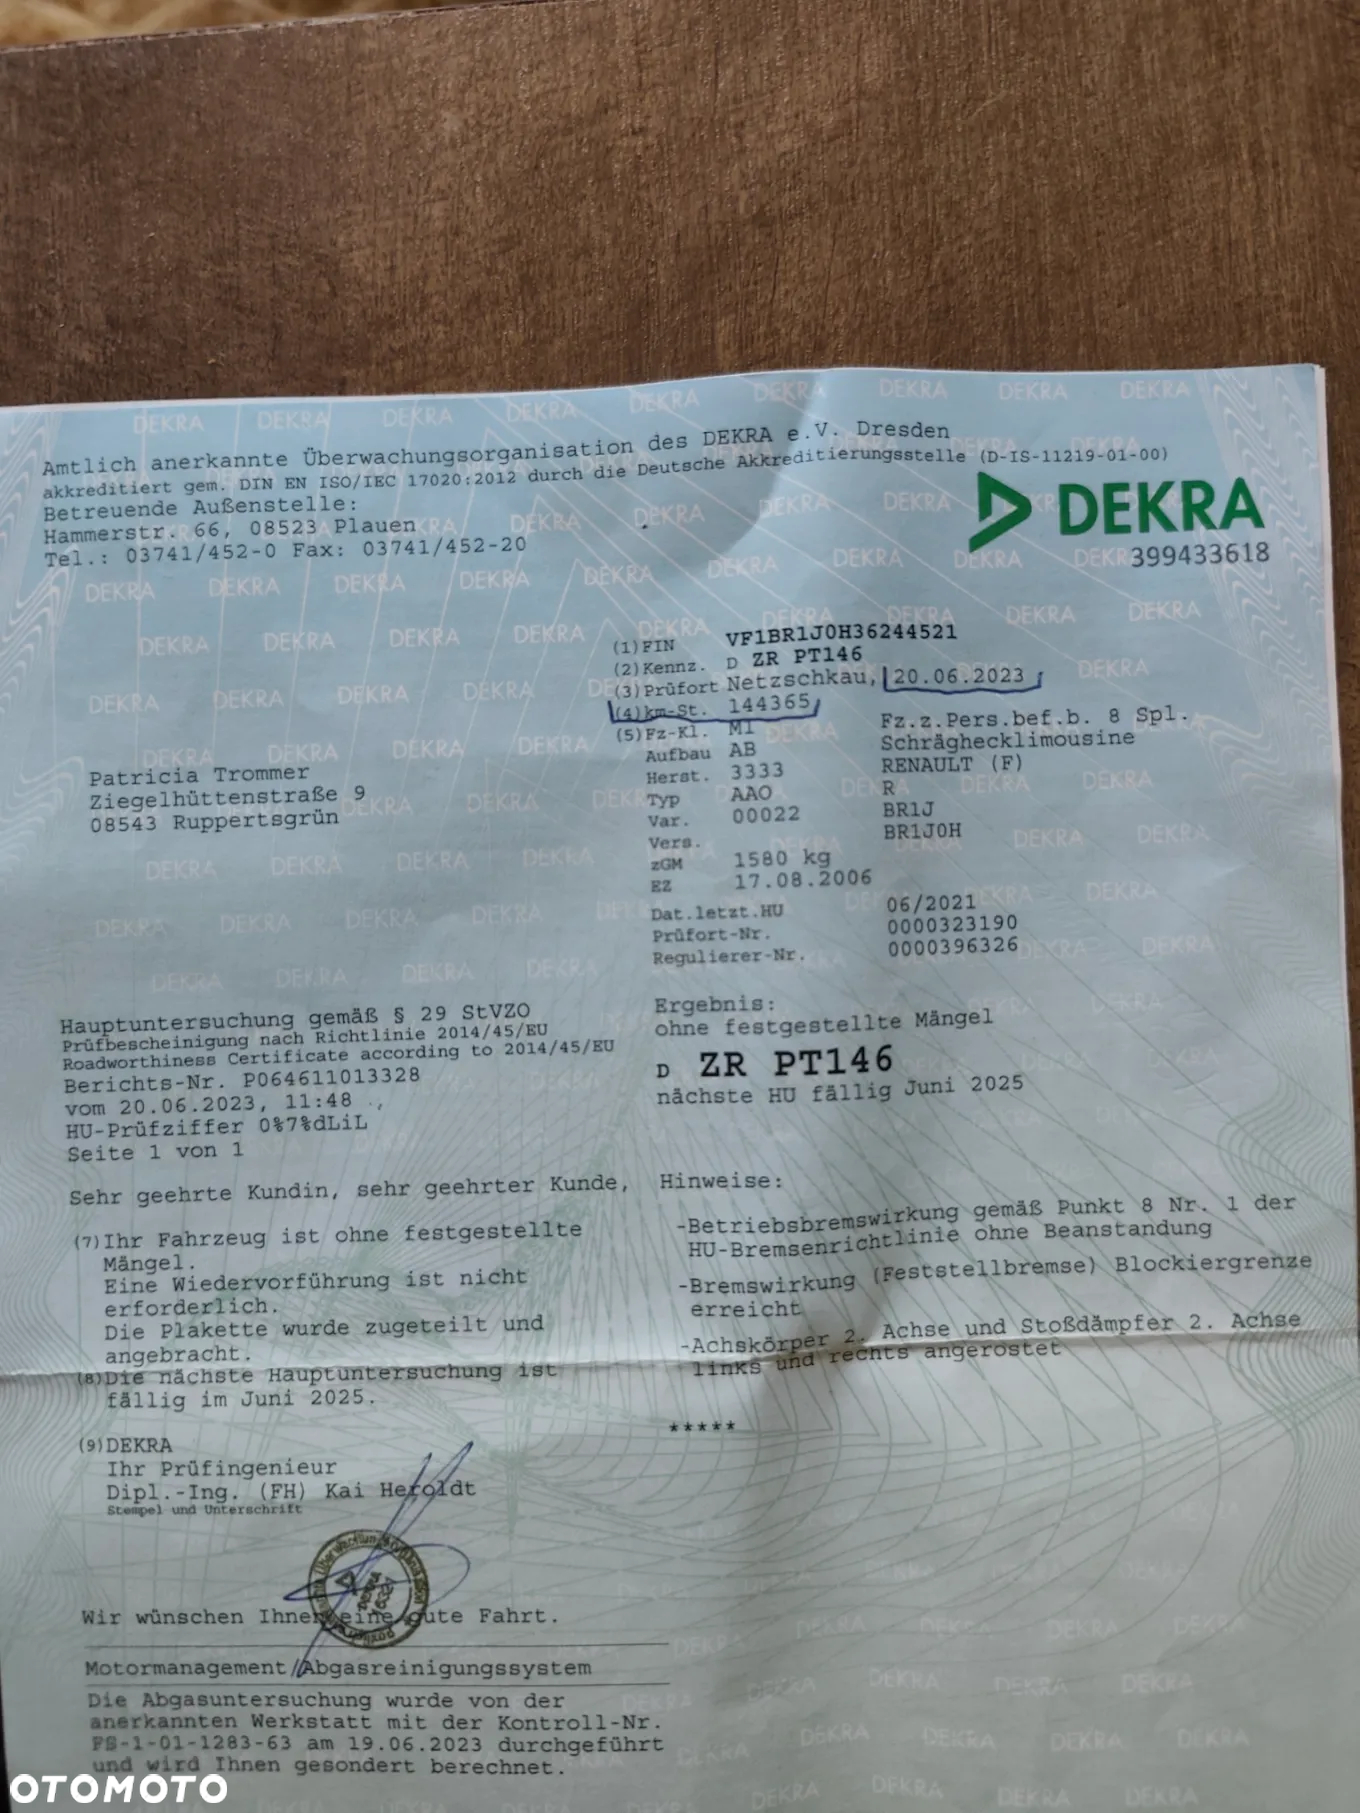 Amtlich anerkannte Überwachungsorganisation des DEKRA e.V. Dresden
akkreditiert gem. DIN EN ISO/IEC 17020:2012 durch die Deutsche Akkreditierungsstelle (D-IS-11219-01-00)
Betreuende Außenstelle:
Hammerstr. 66, 08523 Plauen
Tel.: 03741/452-0 Fax: 03741/452-20
DEKRA
399433618
(1)FIN VF1BR1J0H36244521
(2)Kennz. D ZR PT146
(3)Prüfort Netzschkau, 20.06.2023
(4)km-St. 144365
(5)Fz-Kl. M1 Fz.z.Pers.bef.b. 8 Spl.
Aufbau AB Schräghecklimousine
Herst. 3333 RENAULT (F)
Typ AAO R
Var. 00022 BR1J
Vers. BR1J0H
zGM 1580 kg
EZ 17.08.2006
Dat.letzt.HU 06/2021
Prüfort-Nr. 0000323190
Regulierer-Nr. 0000396326
Patricia Trommer
Ziegelhüttenstraße 9
08543 Ruppertsgrün
Hauptuntersuchung gemäß § 29 StVZO
Prüfbescheinigung nach Richtlinie 2014/45/EU
Roadworthiness Certificate according to 2014/45/EU
Berichts-Nr. P064611013328
vom 20.06.2023, 11:48
HU-Prüfziffer 0%7%dLiL
Seite 1 von 1
Ergebnis:
ohne festgestellte Mängel
D ZR PT146
nächste HU fällig Juni 2025
Sehr geehrte Kundin, sehr geehrter Kunde,
(7)Ihr Fahrzeug ist ohne festgestellte
Mängel.
Eine Wiedervorführung ist nicht
erforderlich.
Die Plakette wurde zugeteilt und
angebracht.
(8)Die nächste Hauptuntersuchung ist
fällig im Juni 2025.
(9)DEKRA
Ihr Prüfingenieur
Dipl.-Ing. (FH) Kai Heroldt
Stempel und Unterschrift
Hinweise:
-Betriebsbremswirkung gemäß Punkt 8 Nr. 1 der
HU-Bremsenrichtlinie ohne Beanstandung
-Bremswirkung (Feststellbremse) Blockiergrenze
erreicht
-Achskörper 2. Achse und Stoßdämpfer 2. Achse
links und rechts angerostet
*****
Wir wünschen Ihnen eine gute Fahrt.
Motormanagement/Abgasreinigungssystem
Die Abgasuntersuchung wurde von der
anerkannten Werkstatt mit der Kontroll-Nr.
FS-1-01-1283-63 am 19.06.2023 durchgeführt
und wird Ihnen gesondert berechnet.
OTOMOTO